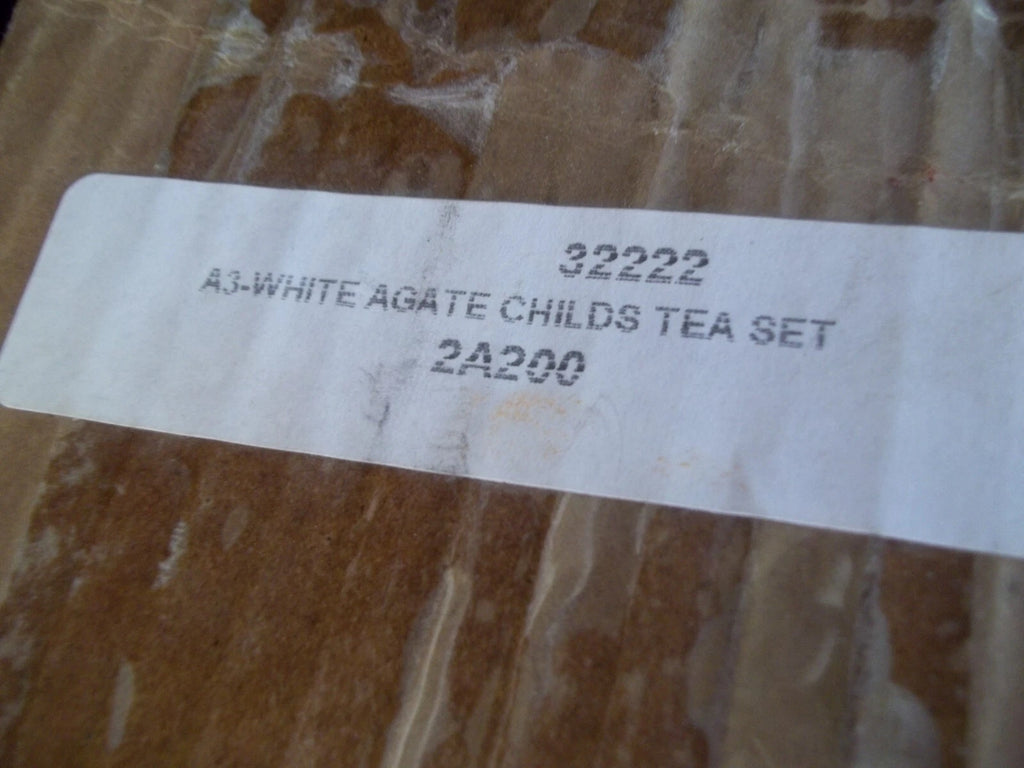 32222
A3-WHITE AGATE CHILDS TEA SET
2A200